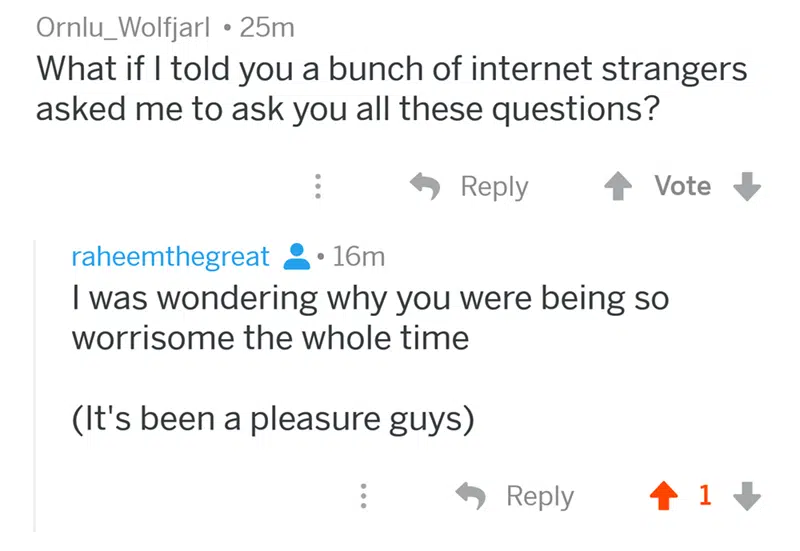 Ornlu_Wolfjarl • 25m
What if I told you a bunch of internet strangers
asked me to ask you all these questions?
Reply Vote
raheemthegreat • 16m
I was wondering why you were being so
worrisome the whole time
(It's been a pleasure guys)
Reply 1